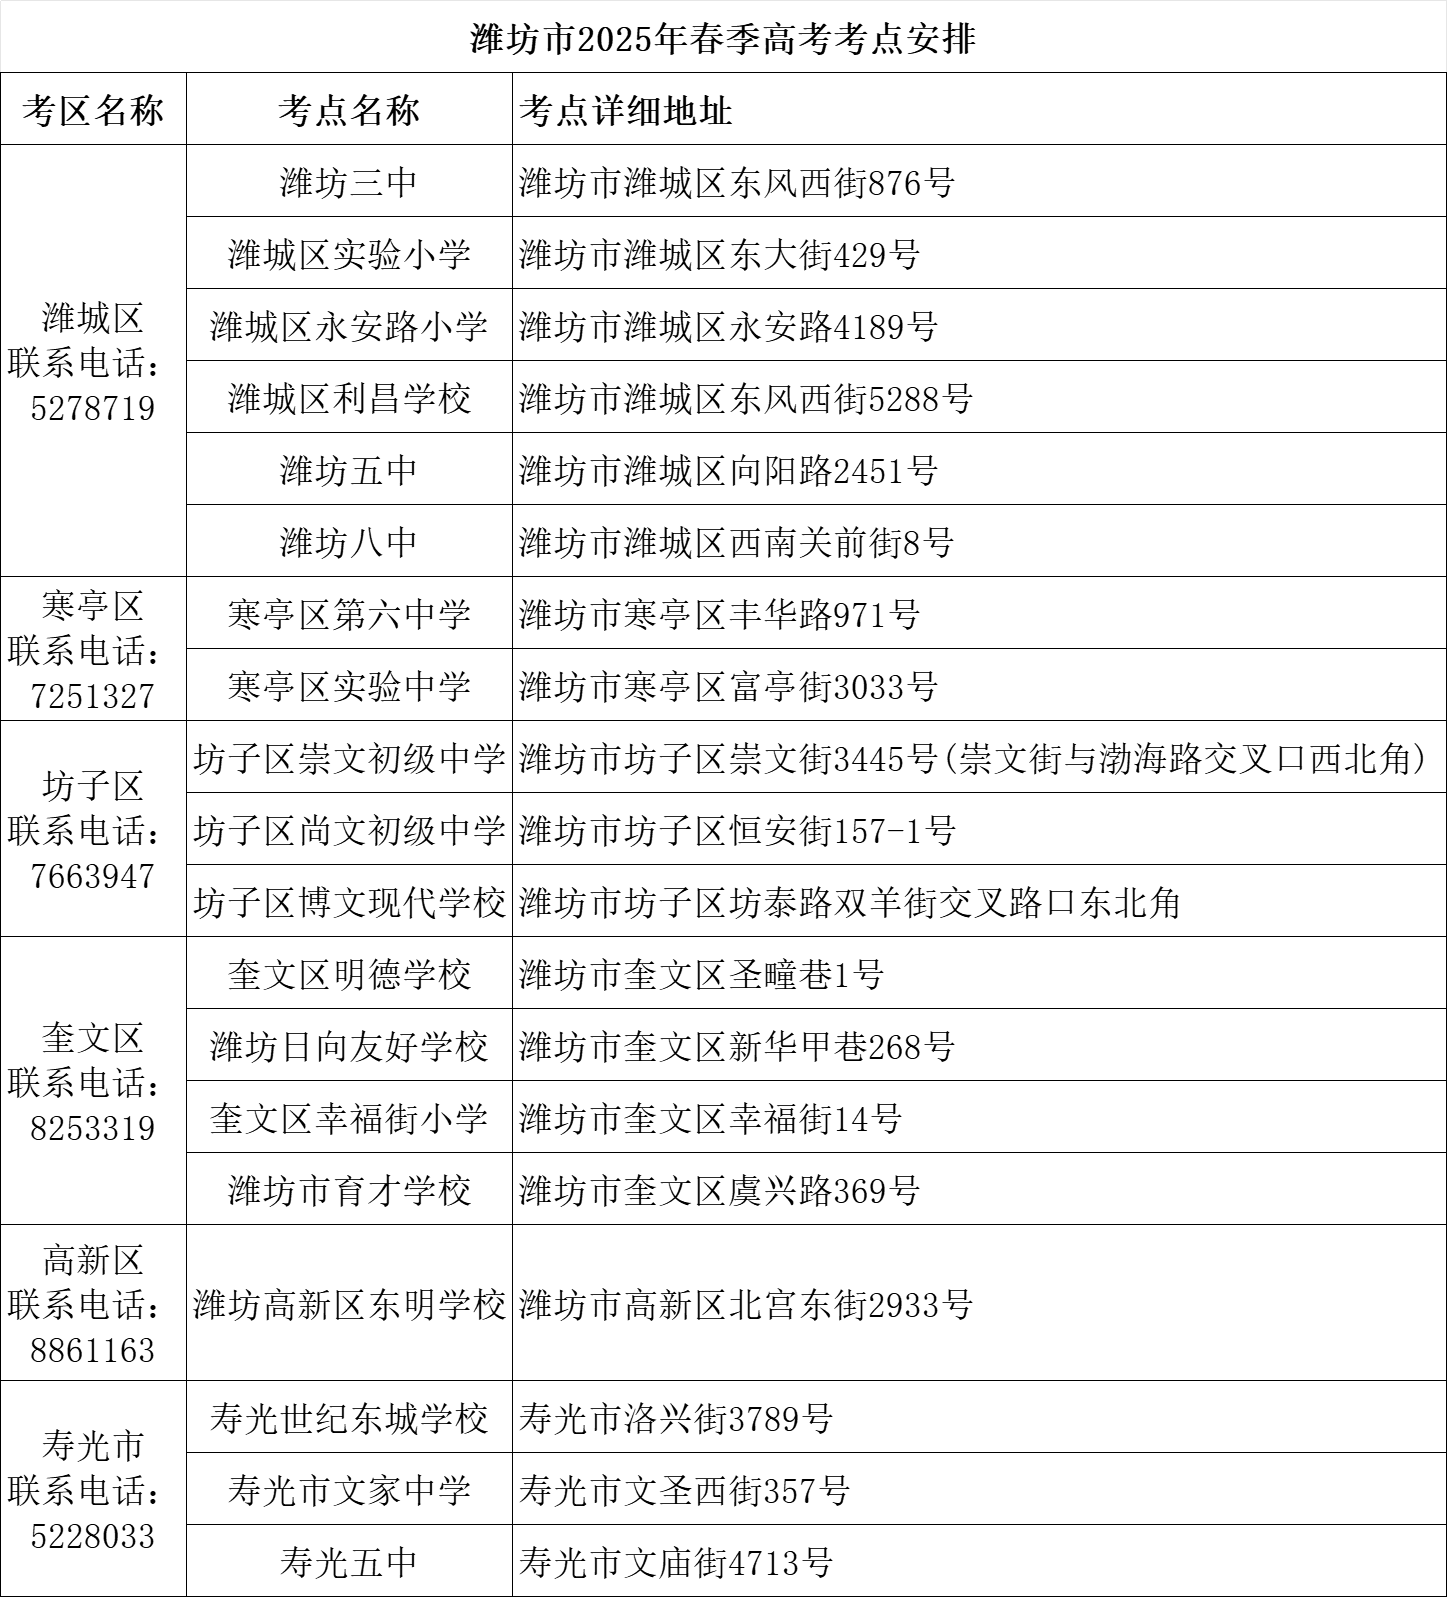 潍坊市2025年春季高考考点安排
考区名称 考点名称 考点详细地址
潍城区
联系电话：
5278719
潍坊三中 潍坊市潍城区东风西街876号
潍城区实验小学 潍坊市潍城区东大街429号
潍城区永安路小学 潍坊市潍城区永安路4189号
潍城区利昌学校 潍坊市潍城区东风西街5288号
潍坊五中 潍坊市潍城区向阳路2451号
潍坊八中 潍坊市潍城区西南关前街8号
寒亭区
联系电话：
7251327
寒亭区第六中学 潍坊市寒亭区丰华路971号
寒亭区实验中学 潍坊市寒亭区富亭街3033号
坊子区
联系电话：
7663947
坊子区崇文初级中学 潍坊市坊子区崇文街3445号(崇文街与渤海路交叉口西北角)
坊子区尚文初级中学 潍坊市坊子区恒安街157-1号
坊子区博文现代学校 潍坊市坊子区坊泰路双羊街交叉路口东北角
奎文区
联系电话：
8253319
奎文区明德学校 潍坊市奎文区圣疃巷1号
潍坊日向友好学校 潍坊市奎文区新华甲巷268号
奎文区幸福街小学 潍坊市奎文区幸福街14号
潍坊市育才学校 潍坊市奎文区虞兴路369号
高新区
联系电话：
8861163
潍坊高新区东明学校 潍坊市高新区北宫东街2933号
寿光市
联系电话：
5228033
寿光世纪东城学校 寿光市洛兴街3789号
寿光市文家中学 寿光市文圣西街357号
寿光五中 寿光市文庙街4713号